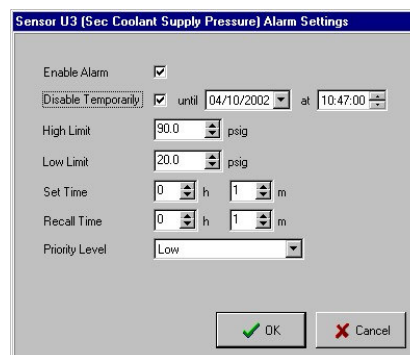 Sensor U3 (Sec Coolant Supply Pressure) Alarm Settings
Enable Alarm
Disable Temporarily until 04/10/2002 at 10:47:00
High Limit 90.0 psig
Low Limit 20.0 psig
Set Time 0 h 1 m
Recall Time 0 h 1 m
Priority Level Low
OK Cancel